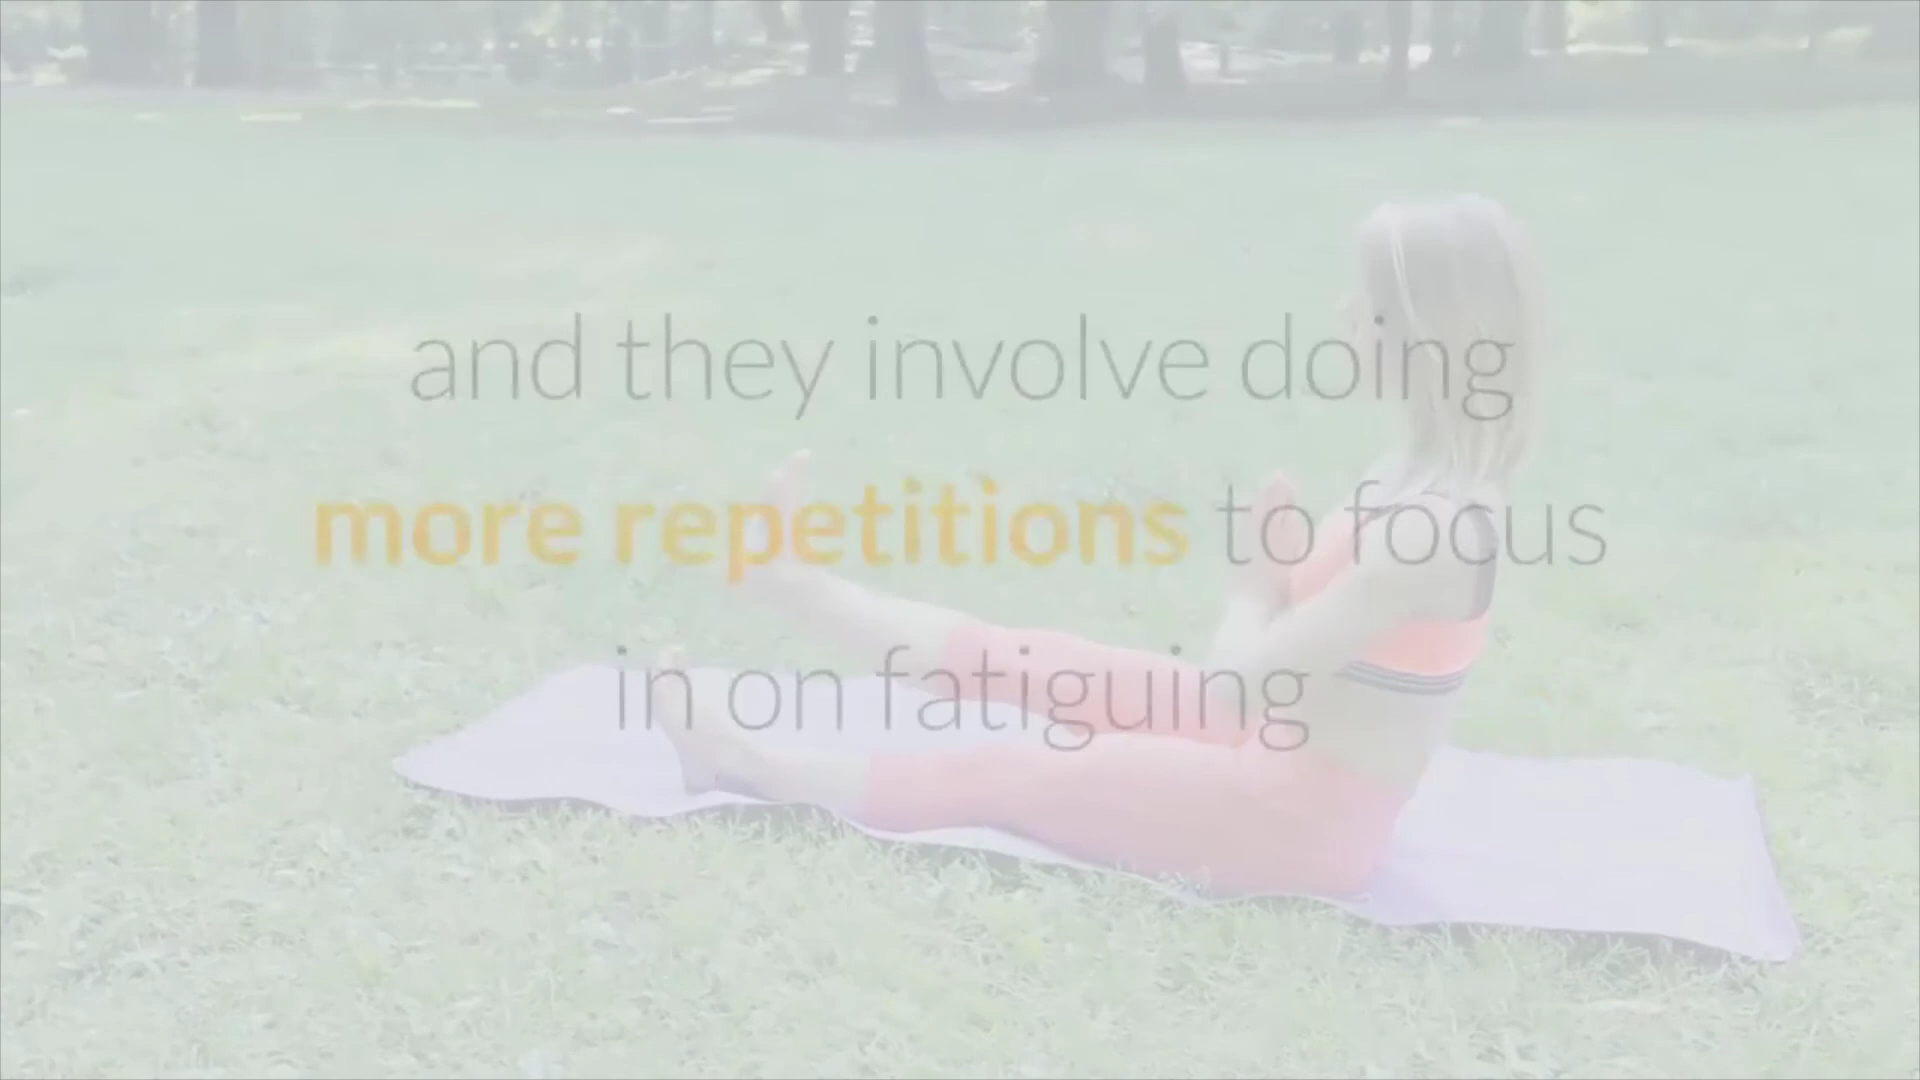 and they involve doing
more repetitions to focus
in on fatiguing